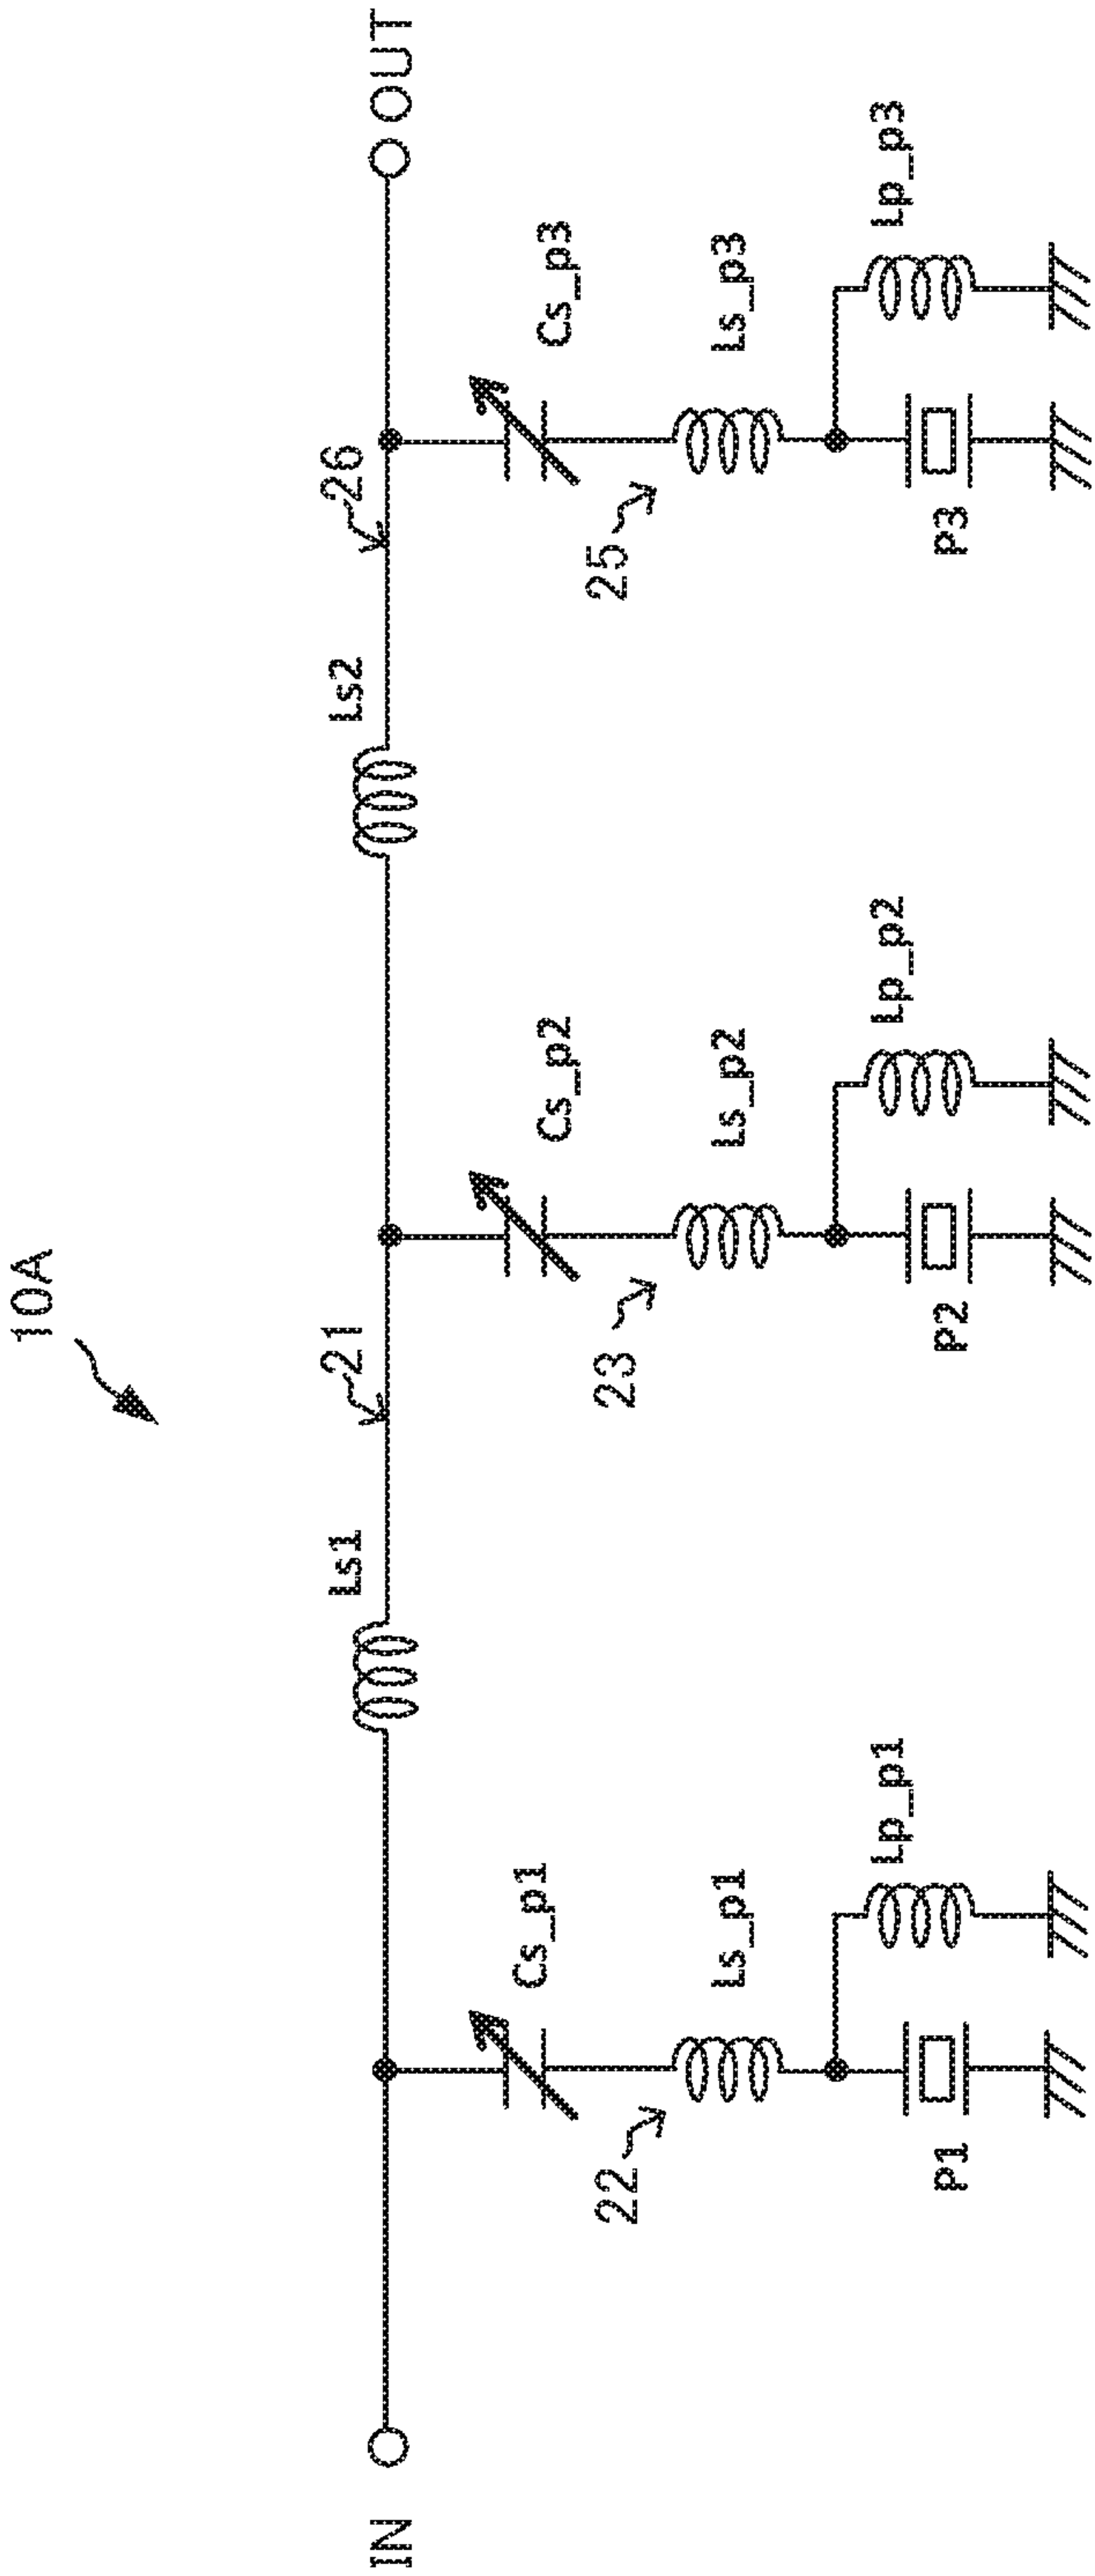 10A
IN
Ls1
21
Ls2
26
OUT
Cs_p1
Cs_p2
Cs_p3
22
Ls_p1
23
Ls_p2
25
Ls_p3
P1
Lp_p1
P2
Lp_p2
P3
Lp_p3